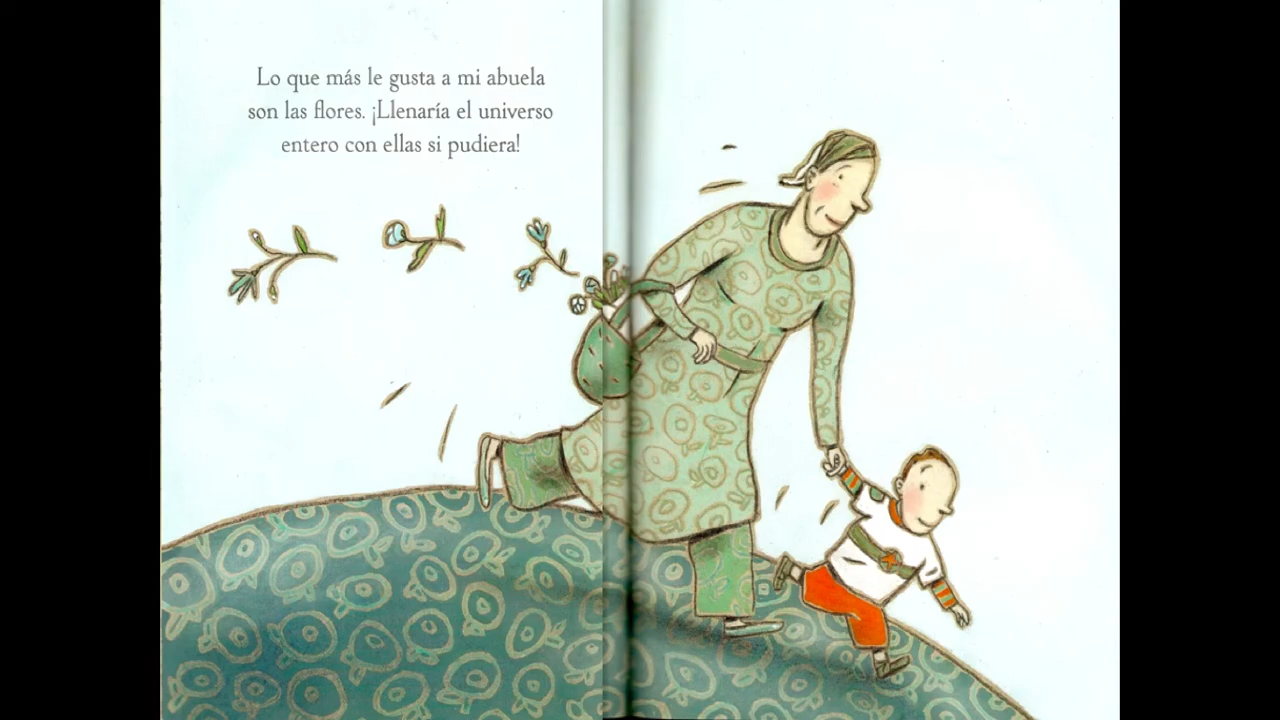 Lo que más le gusta a mi abuela
son las flores. ¡Llenaría el universo
entero con ellas si pudiera!